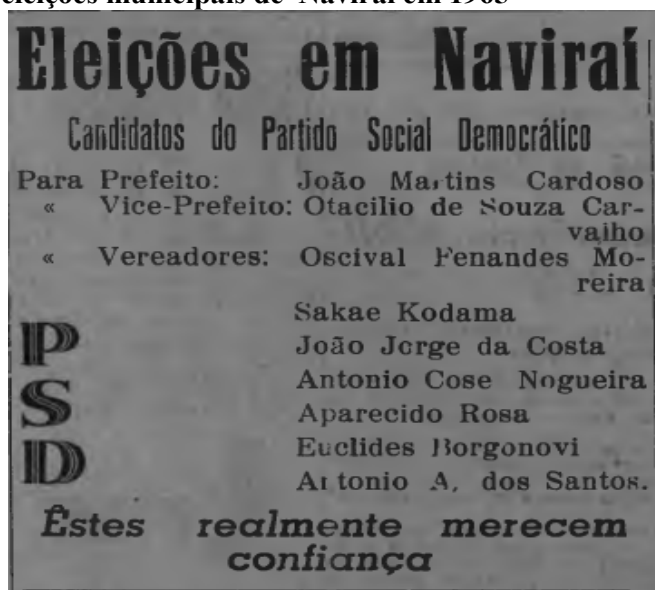 eleições municipais de Naviraí em 1963
Eleições em Naviraí
Candidatos do Partido Social Democrático
Para Prefeito: João Martins Cardoso
« Vice-Prefeito: Otacilio de Souza Car-
valho
« Vereadores: Oscival Fenandes Mo-
reira
Sakae Kodama
João Jorge da Costa
Antonio Cose Nogueira
Aparecido Rosa
Euclides Borgonovi
Antonio A. dos Santos.
P
S
D
Êstes realmente merecem
confiança